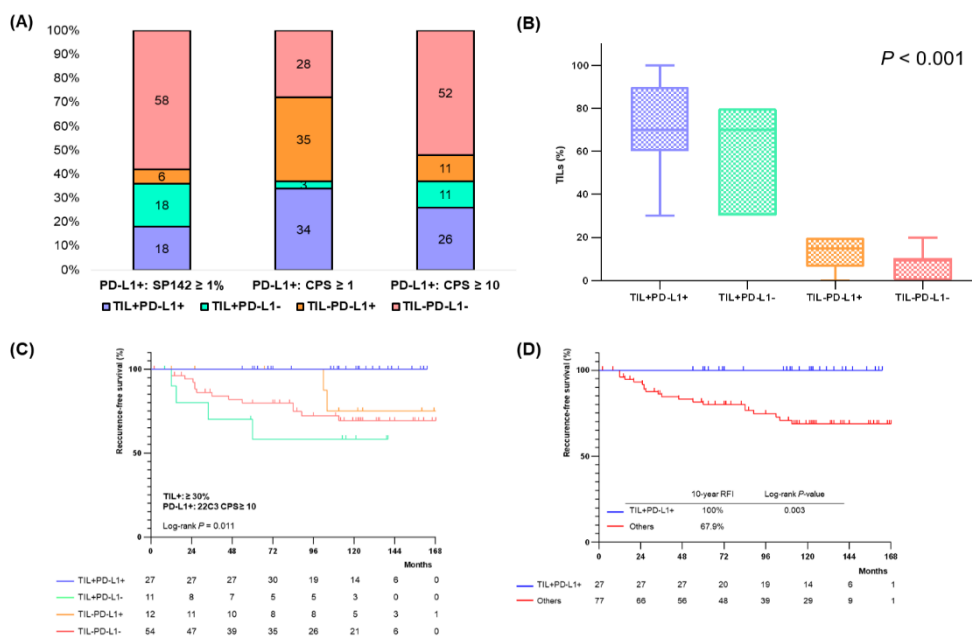 (A)
100%
90%
80%
70%
60%
50%
40%
30%
20%
10%
0%
58
6
18
18
28
35
3
34
52
11
11
26
PD-L1+: SP142 ≥ 1%
PD-L1+: CPS ≥ 1
PD-L1+: CPS ≥ 10
TIL+PD-L1+
TIL+PD-L1-
TIL-PD-L1+
TIL-PD-L1-
(B)
P < 0.001
TILs (%)
100
80
60
40
20
0
TIL+PD-L1+
TIL+PD-L1-
TIL-PD-L1+
TIL-PD-L1-
(C)
Reccurence-free survival (%)
100
50
0
TIL+: ≥ 30%
PD-L1+: 22C3 CPS ≥ 10
Log-rank P = 0.011
0 24 48 72 96 120 144 168
Months
TIL+PD-L1+ 27 27 27 30 19 14 6 0
TIL+PD-L1- 11 8 7 5 5 3 0 0
TIL-PD-L1+ 12 11 10 8 8 5 3 1
TIL-PD-L1- 54 47 39 35 26 21 6 0
(D)
Reccurence-free survival (%)
100
50
0
10-year RFI Log-rank P-value
TIL+PD-L1+ 100% 0.003
Others 67.9%
0 24 48 72 96 120 144 168
Months
TIL+PD-L1+ 27 27 27 20 19 14 6 1
Others 77 66 56 48 39 29 9 1